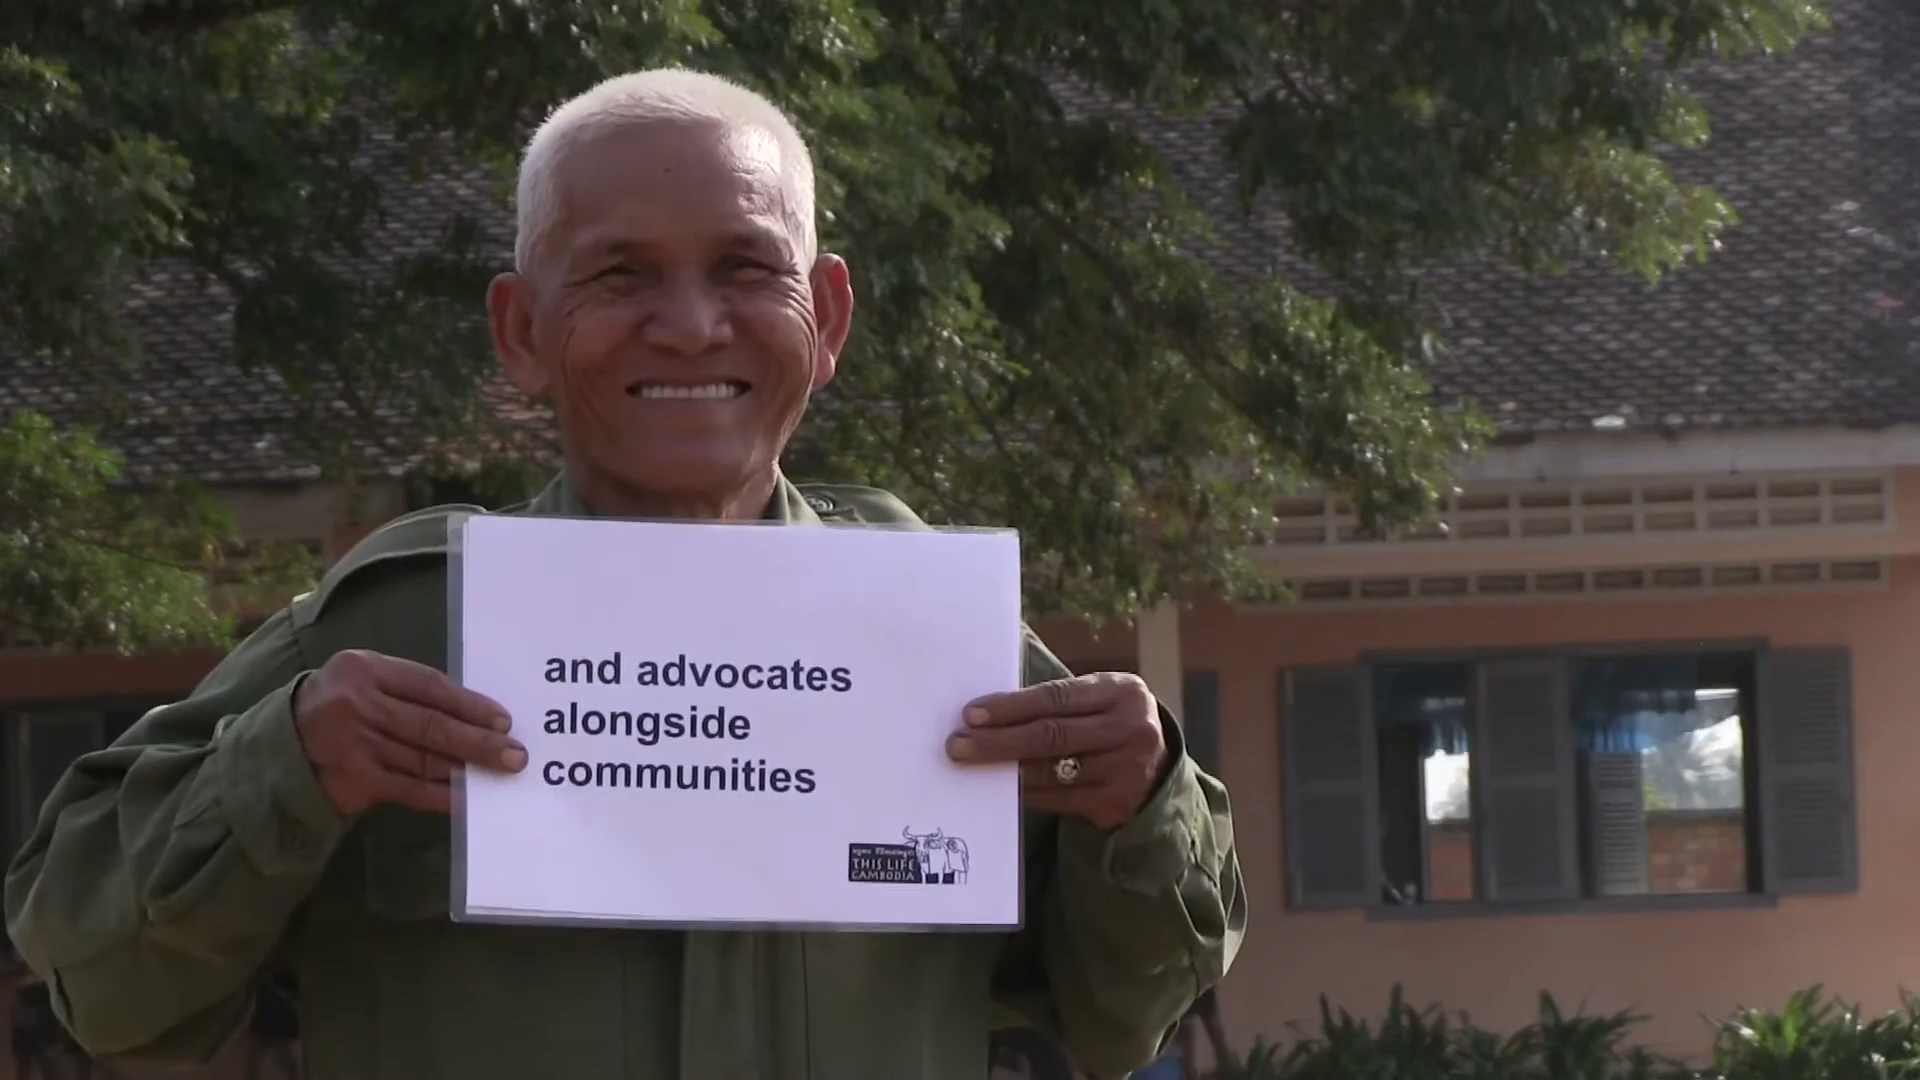 and advocates
alongside
communities
THIS LIFE
CAMBODIA